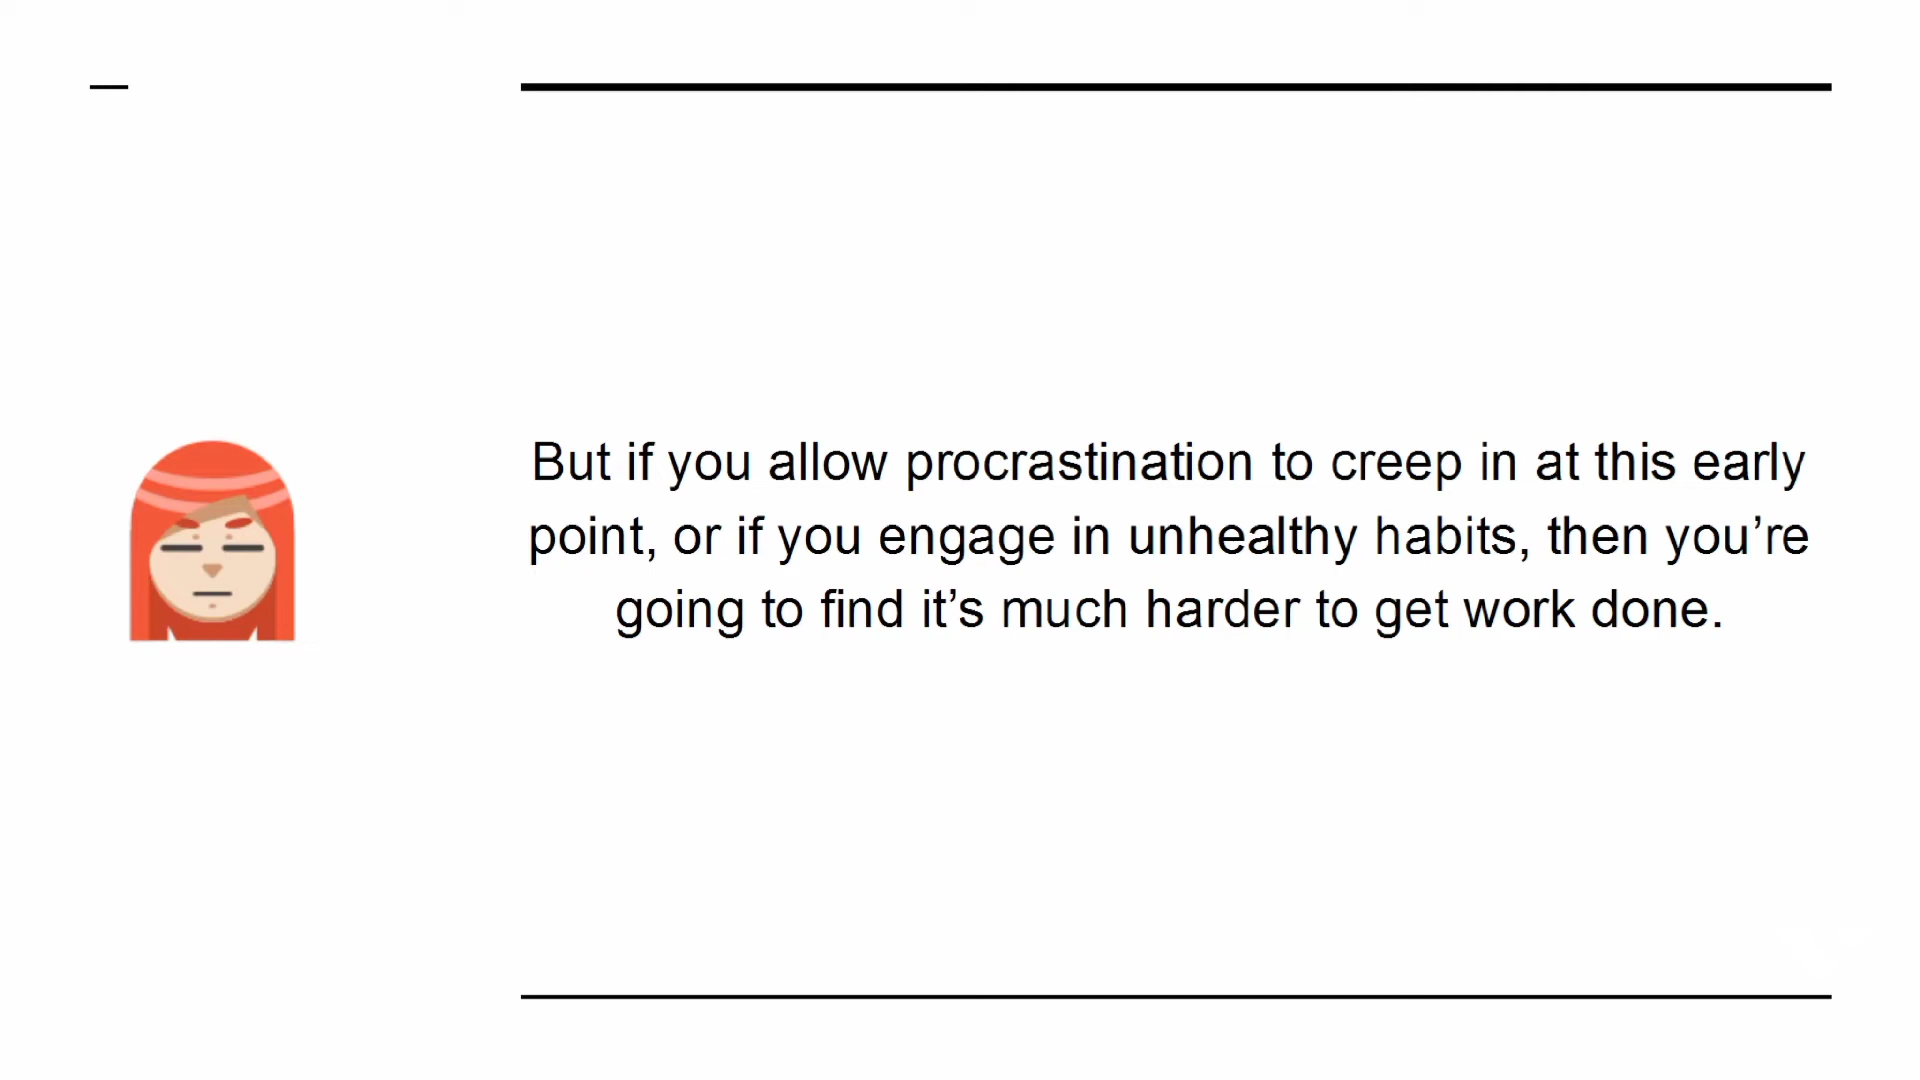 But if you allow procrastination to creep in at this early
point, or if you engage in unhealthy habits, then you’re
going to find it’s much harder to get work done.